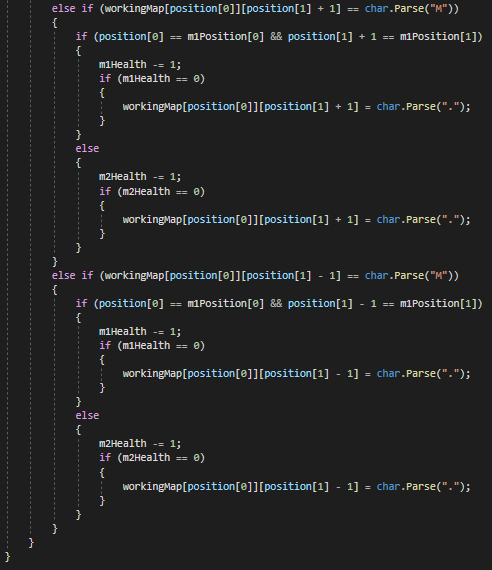 else if (workingMap[position[0]][position[1] + 1] == char.Parse("M"))
{
if (position[0] == m1Position[0] && position[1] + 1 == m1Position[1])
{
m1Health -= 1;
if (m1Health == 0)
{
workingMap[position[0]][position[1] + 1] = char.Parse(".");
}
}
else
{
m2Health -= 1;
if (m2Health == 0)
{
workingMap[position[0]][position[1] + 1] = char.Parse(".");
}
}
}
else if (workingMap[position[0]][position[1] - 1] == char.Parse("M"))
{
if (position[0] == m1Position[0] && position[1] - 1 == m1Position[1])
{
m1Health -= 1;
if (m1Health == 0)
{
workingMap[position[0]][position[1] - 1] = char.Parse(".");
}
}
else
{
m2Health -= 1;
if (m2Health == 0)
{
workingMap[position[0]][position[1] - 1] = char.Parse(".");
}
}
}
}
}